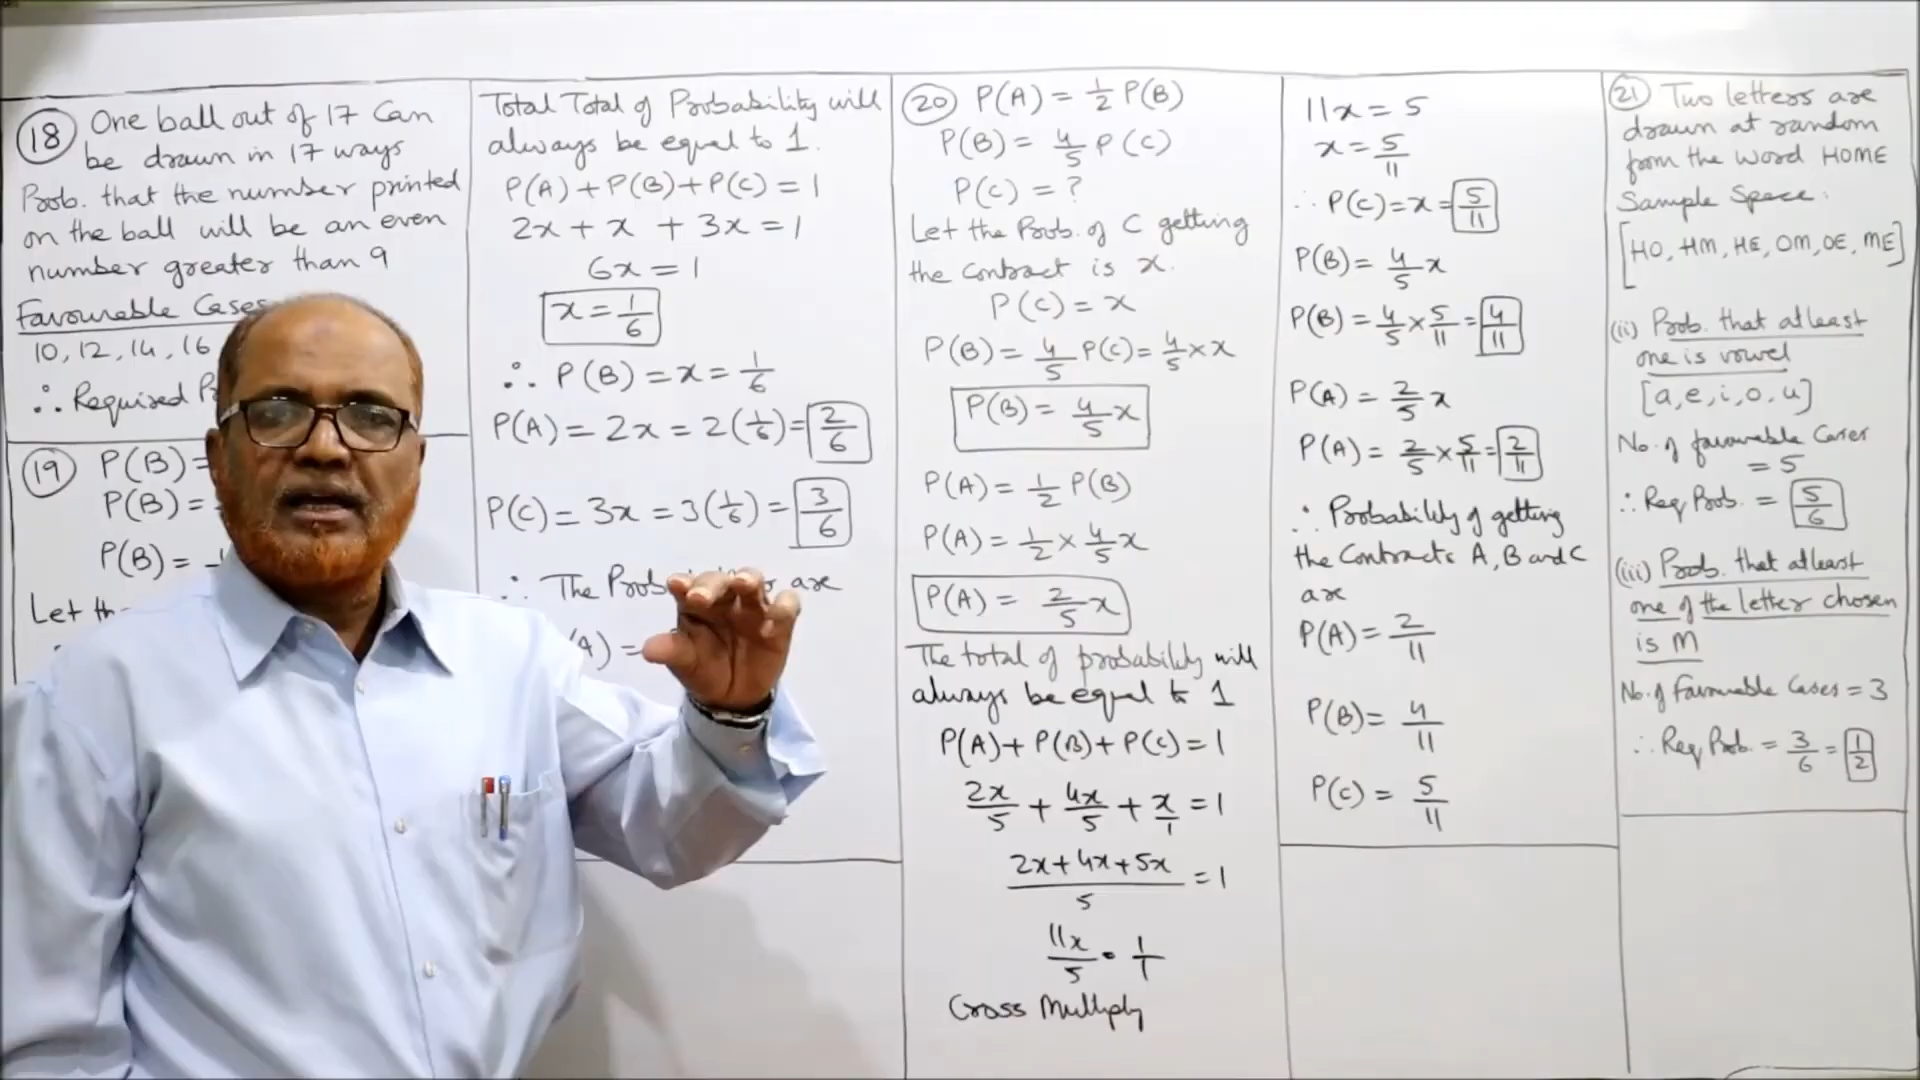 18 One ball out of 17 Can
be drawn in 17 ways
Prob. that the number printed
on the ball will be an even
number greater than 9
Favourable Cases
10, 12, 14, 16
∴ Required
19 P(B) =
P(B) =
P(B) =
Let
Total Total of Probability will
always be equal to 1.
P(A) + P(B) + P(C) = 1
2x + x + 3x = 1
6x = 1
x = 1/6
∴ P(B) = x = 1/6
P(A) = 2x = 2(1/6) = 2/6
P(C) = 3x = 3(1/6) = 3/6
∴ The are
(A) =
20 P(A) = 1/2 P(B)
P(B) = 4/5 P(C)
P(C) = ?
Let the Prob. of C getting
the Contract is x.
P(C) = x
P(B) = 4/5 P(C) = 4/5 × x
P(B) = 4/5 x
P(A) = 1/2 P(B)
P(A) = 1/2 × 4/5 x
P(A) = 2/5 x
The total of probability will
always be equal to 1
P(A) + P(B) + P(C) = 1
2x/5 + 4x/5 + x/1 = 1
2x + 4x + 5x / 5 = 1
11x/5 = 1/1
Cross Multiply
11x = 5
x = 5/11
∴ P(C) = x = 5/11
P(B) = 4/5 x
P(B) = 4/5 × 5/11 = 4/11
P(A) = 2/5 x
P(A) = 2/5 × 5/11 = 2/11
∴ Probability of getting
the Contracts A, B and C
are
P(A) = 2/11
P(B) = 4/11
P(C) = 5/11
21 Two letters are
drawn at random
from the word HOME
Sample Space:
[HO, HM, HE, OM, OE, ME]
(ii) Prob. that atleast
one is vowel
[a, e, i, o, u]
No. of favourable Cases
= 5
∴ Req Prob. = 5/6
(iii) Prob. that atleast
one of the letter chosen
is M
No. of Favourable Cases = 3
∴ Req Prob. = 3/6 = 1/2